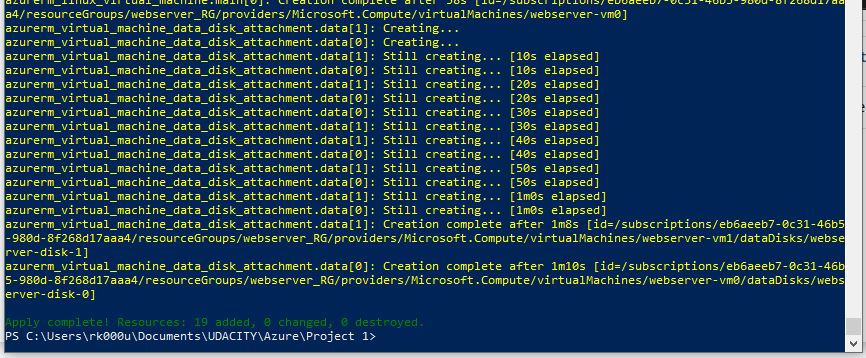 azurerm_linux_virtual_machine.main[0]: Creation complete after 58s [id=/subscriptions/eb6aeeb7-0c31-46b5-980d-8f268d17aa
a4/resourceGroups/webserver_RG/providers/Microsoft.Compute/virtualMachines/webserver-vm0]
azurerm_virtual_machine_data_disk_attachment.data[1]: Creating...
azurerm_virtual_machine_data_disk_attachment.data[0]: Creating...
azurerm_virtual_machine_data_disk_attachment.data[1]: Still creating... [10s elapsed]
azurerm_virtual_machine_data_disk_attachment.data[0]: Still creating... [10s elapsed]
azurerm_virtual_machine_data_disk_attachment.data[1]: Still creating... [20s elapsed]
azurerm_virtual_machine_data_disk_attachment.data[0]: Still creating... [20s elapsed]
azurerm_virtual_machine_data_disk_attachment.data[0]: Still creating... [30s elapsed]
azurerm_virtual_machine_data_disk_attachment.data[1]: Still creating... [30s elapsed]
azurerm_virtual_machine_data_disk_attachment.data[1]: Still creating... [40s elapsed]
azurerm_virtual_machine_data_disk_attachment.data[0]: Still creating... [40s elapsed]
azurerm_virtual_machine_data_disk_attachment.data[1]: Still creating... [50s elapsed]
azurerm_virtual_machine_data_disk_attachment.data[0]: Still creating... [50s elapsed]
azurerm_virtual_machine_data_disk_attachment.data[1]: Still creating... [1m0s elapsed]
azurerm_virtual_machine_data_disk_attachment.data[0]: Still creating... [1m0s elapsed]
azurerm_virtual_machine_data_disk_attachment.data[1]: Creation complete after 1m8s [id=/subscriptions/eb6aeeb7-0c31-46b5
-980d-8f268d17aaa4/resourceGroups/webserver_RG/providers/Microsoft.Compute/virtualMachines/webserver-vm1/dataDisks/webse
rver-disk-1]
azurerm_virtual_machine_data_disk_attachment.data[0]: Creation complete after 1m10s [id=/subscriptions/eb6aeeb7-0c31-46b
5-980d-8f268d17aaa4/resourceGroups/webserver_RG/providers/Microsoft.Compute/virtualMachines/webserver-vm0/dataDisks/webs
erver-disk-0]
Apply complete! Resources: 19 added, 0 changed, 0 destroyed.
PS C:\Users\rk000u\Documents\UDACITY\Azure\Project 1>